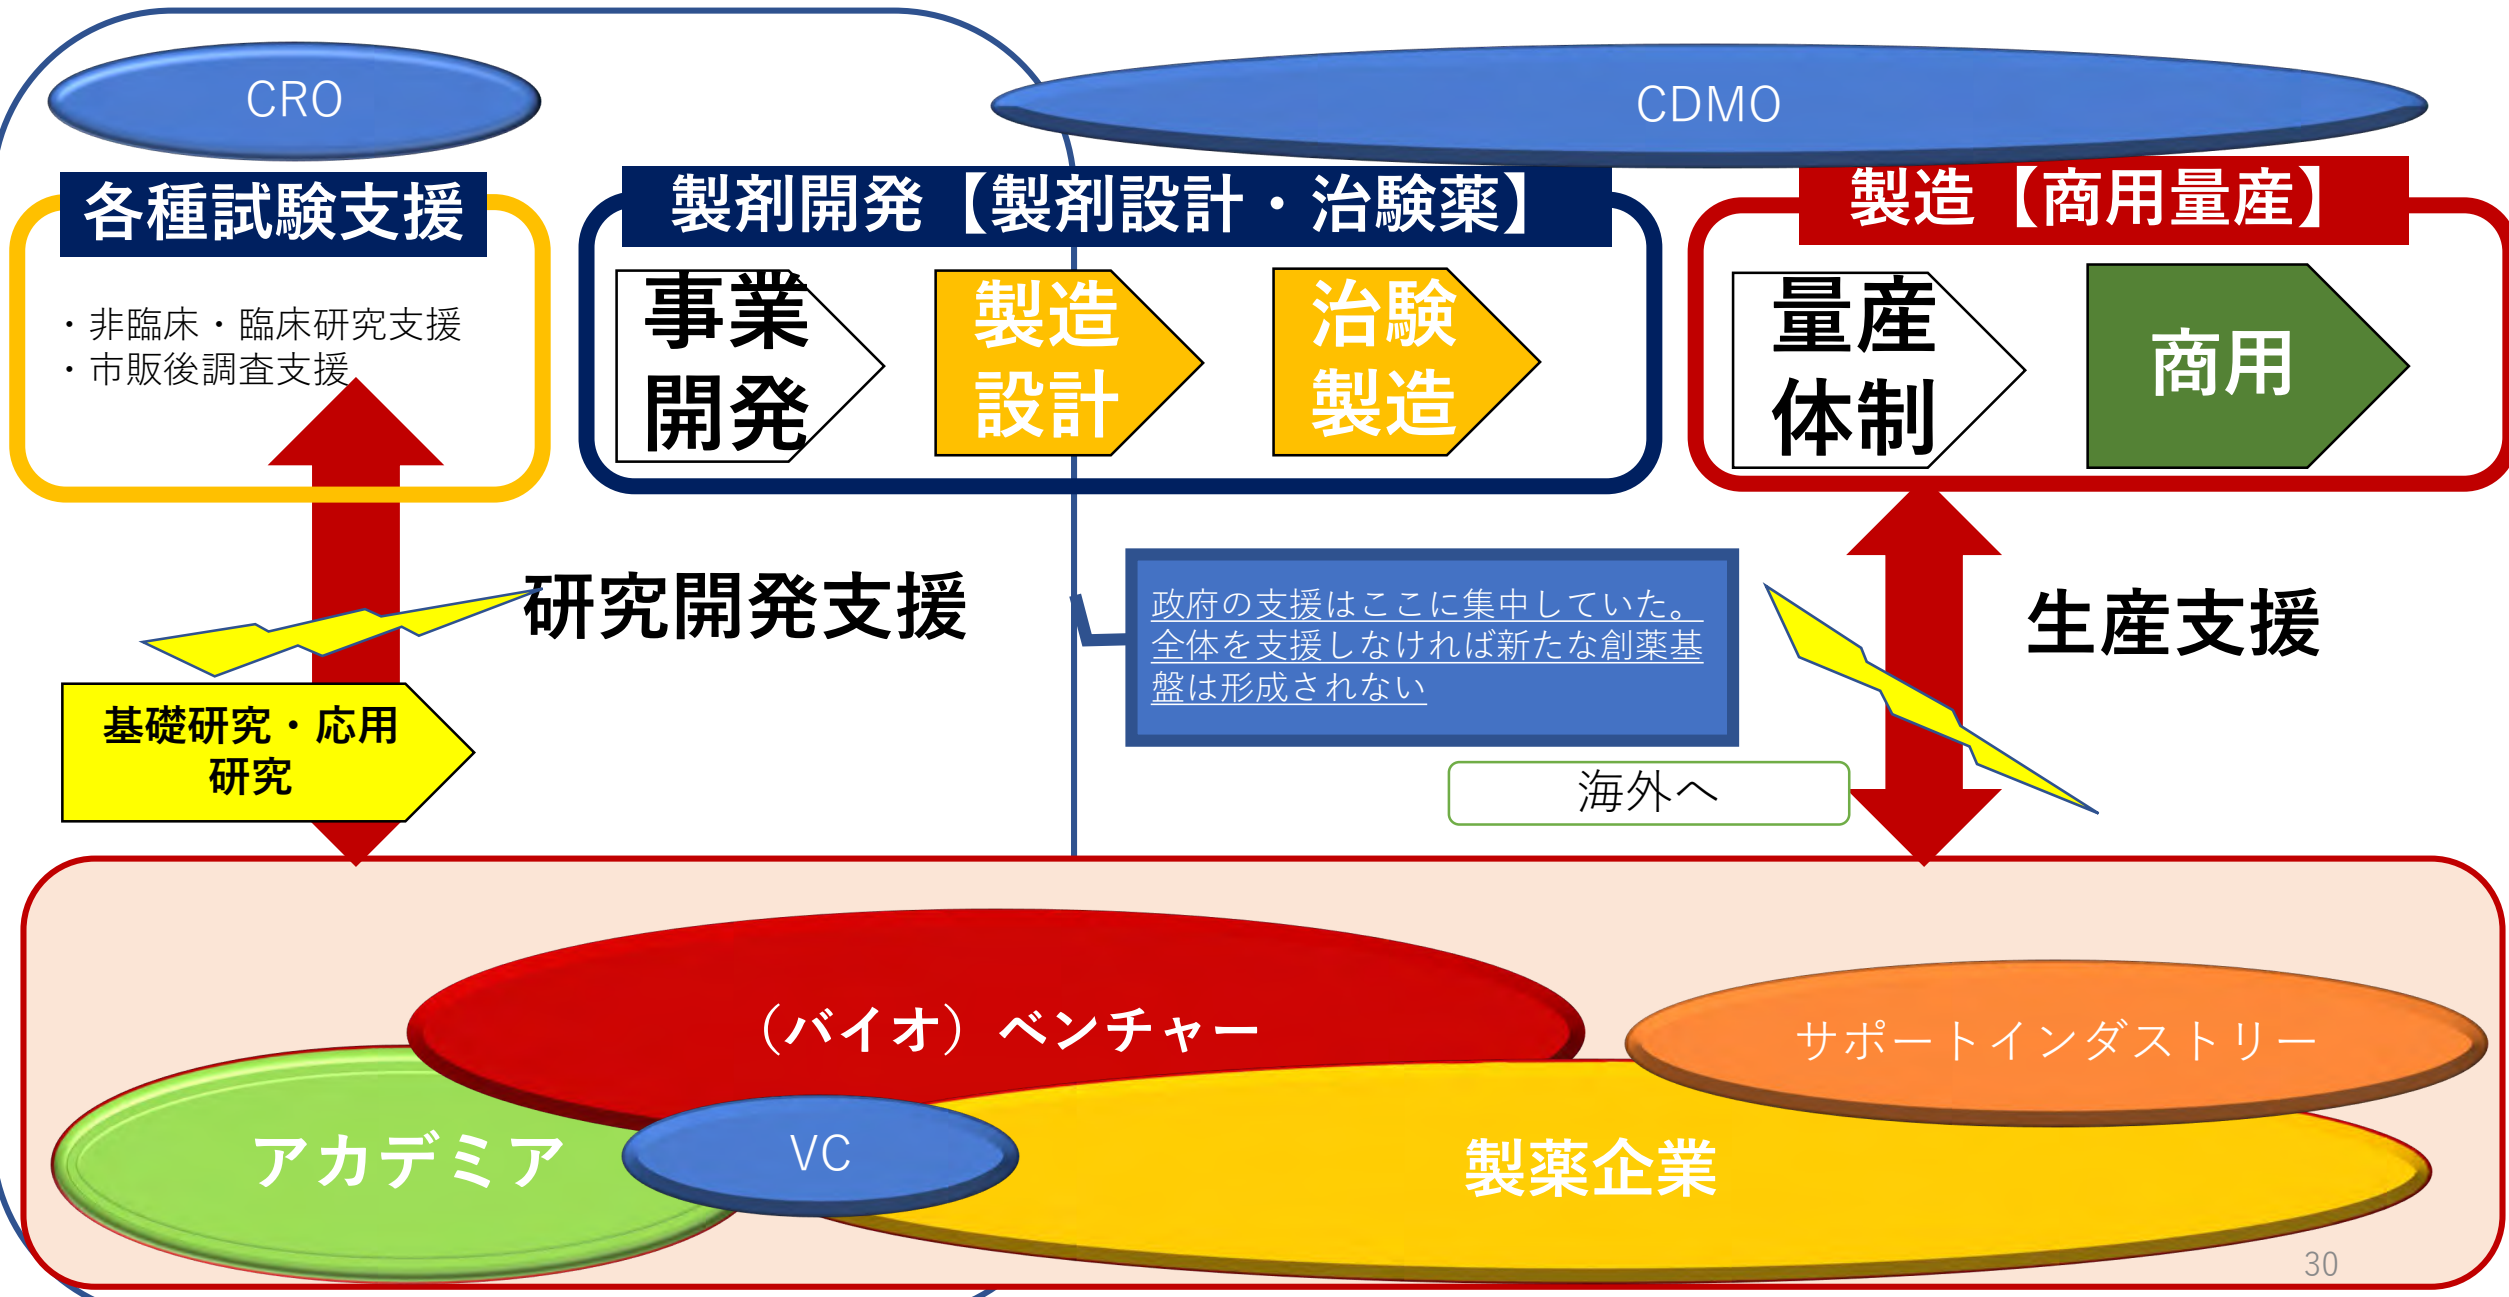 CRO
CDMO
各種試験支援
製剤開発【製剤設計・治験薬】
製造【商用量産】
・非臨床・臨床研究支援
・市販後調査支援
事業
開発
製造
設計
治験
製造
量産
体制
商用
研究開発支援
政府の支援はここに集中していた。
全体を支援しなければ新たな創薬基
盤は形成されない
生産支援
基礎研究・応用
研究
海外へ
（バイオ）ベンチャー
サポートインダストリー
アカデミア
VC
製薬企業
30